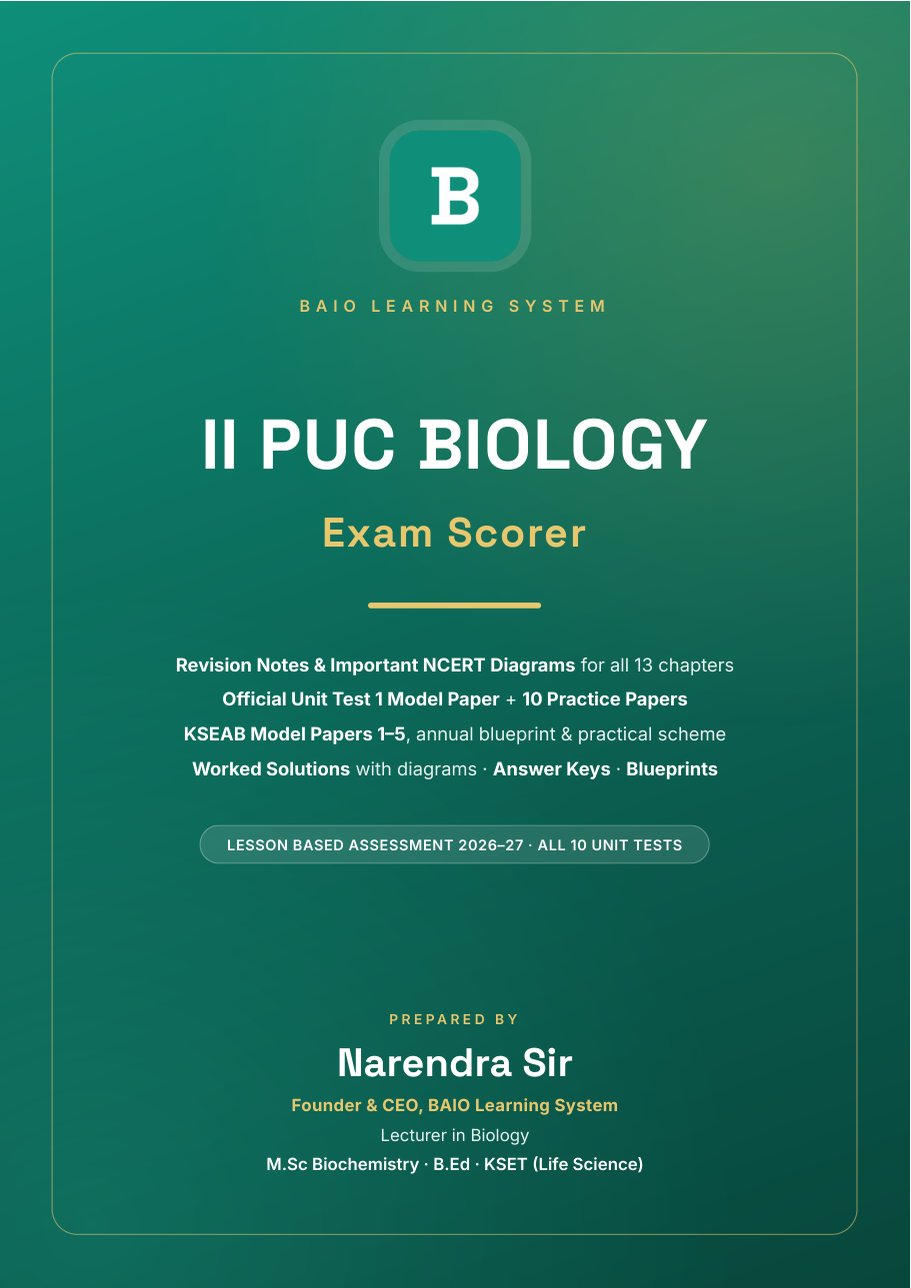 B
BAIO LEARNING SYSTEM
II PUC BIOLOGY
Exam Scorer
Revision Notes & Important NCERT Diagrams for all 13 chapters
Official Unit Test 1 Model Paper + 10 Practice Papers
KSEAB Model Papers 1–5, annual blueprint & practical scheme
Worked Solutions with diagrams · Answer Keys · Blueprints
LESSON BASED ASSESSMENT 2026–27 · ALL 10 UNIT TESTS
PREPARED BY
Narendra Sir
Founder & CEO, BAIO Learning System
Lecturer in Biology
M.Sc Biochemistry · B.Ed · KSET (Life Science)